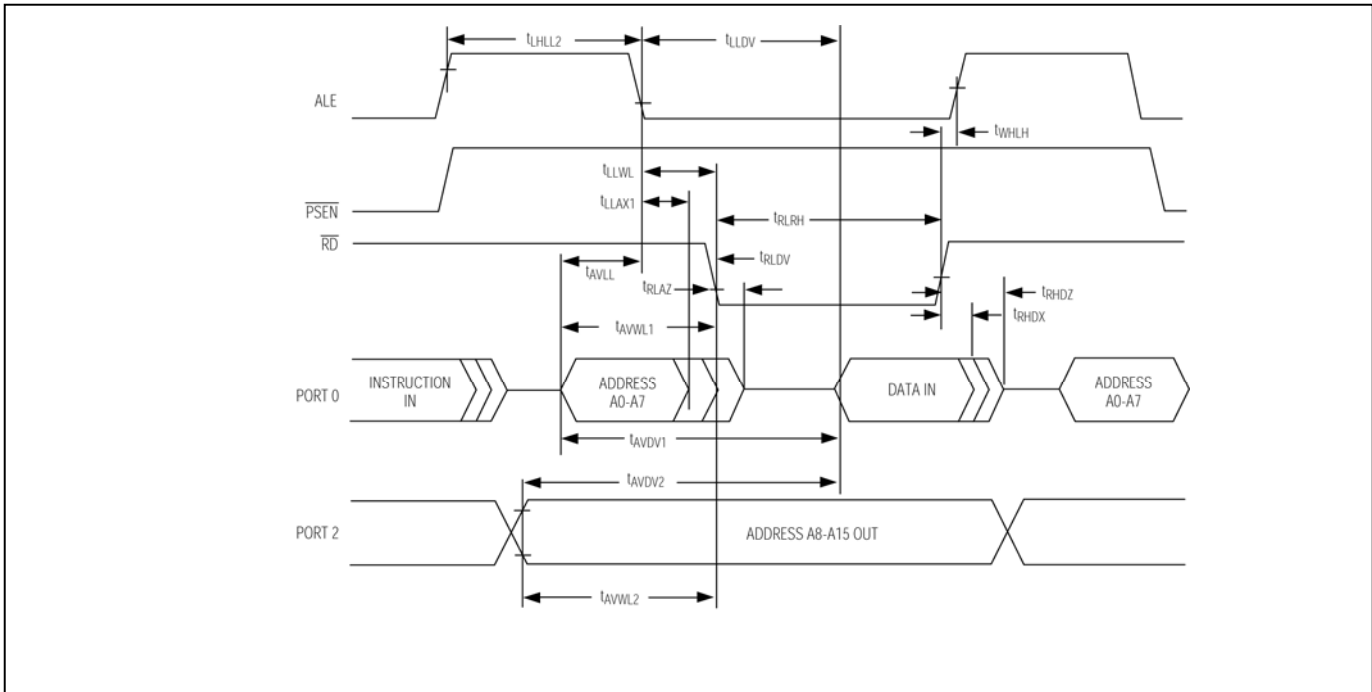 tLHLL2
tLLDV
ALE
tWHLH
tLLWL
PSEN
tLLAX1
tRLRH
RD
tRLDV
tAVLL
tRLAZ
tRHDZ
tRHDX
tAVWL1
PORT 0
INSTRUCTION
IN
ADDRESS
A0-A7
DATA IN
ADDRESS
A0-A7
tAVDV1
tAVDV2
PORT 2
ADDRESS A8-A15 OUT
tAVWL2